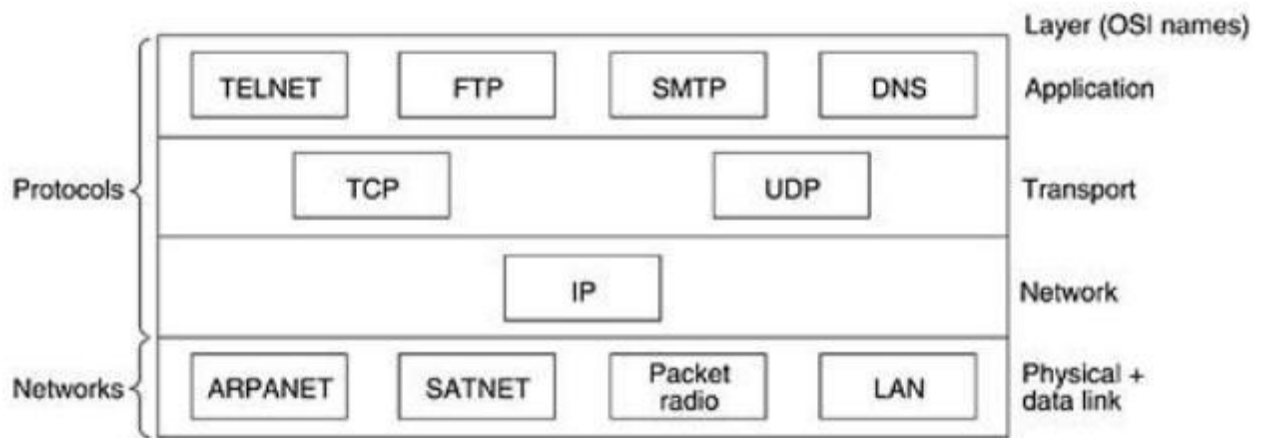 Layer (OSI names)
TELNET FTP SMTP DNS Application
Protocols TCP UDP Transport
IP Network
Networks ARPANET SATNET Packet radio LAN Physical + data link